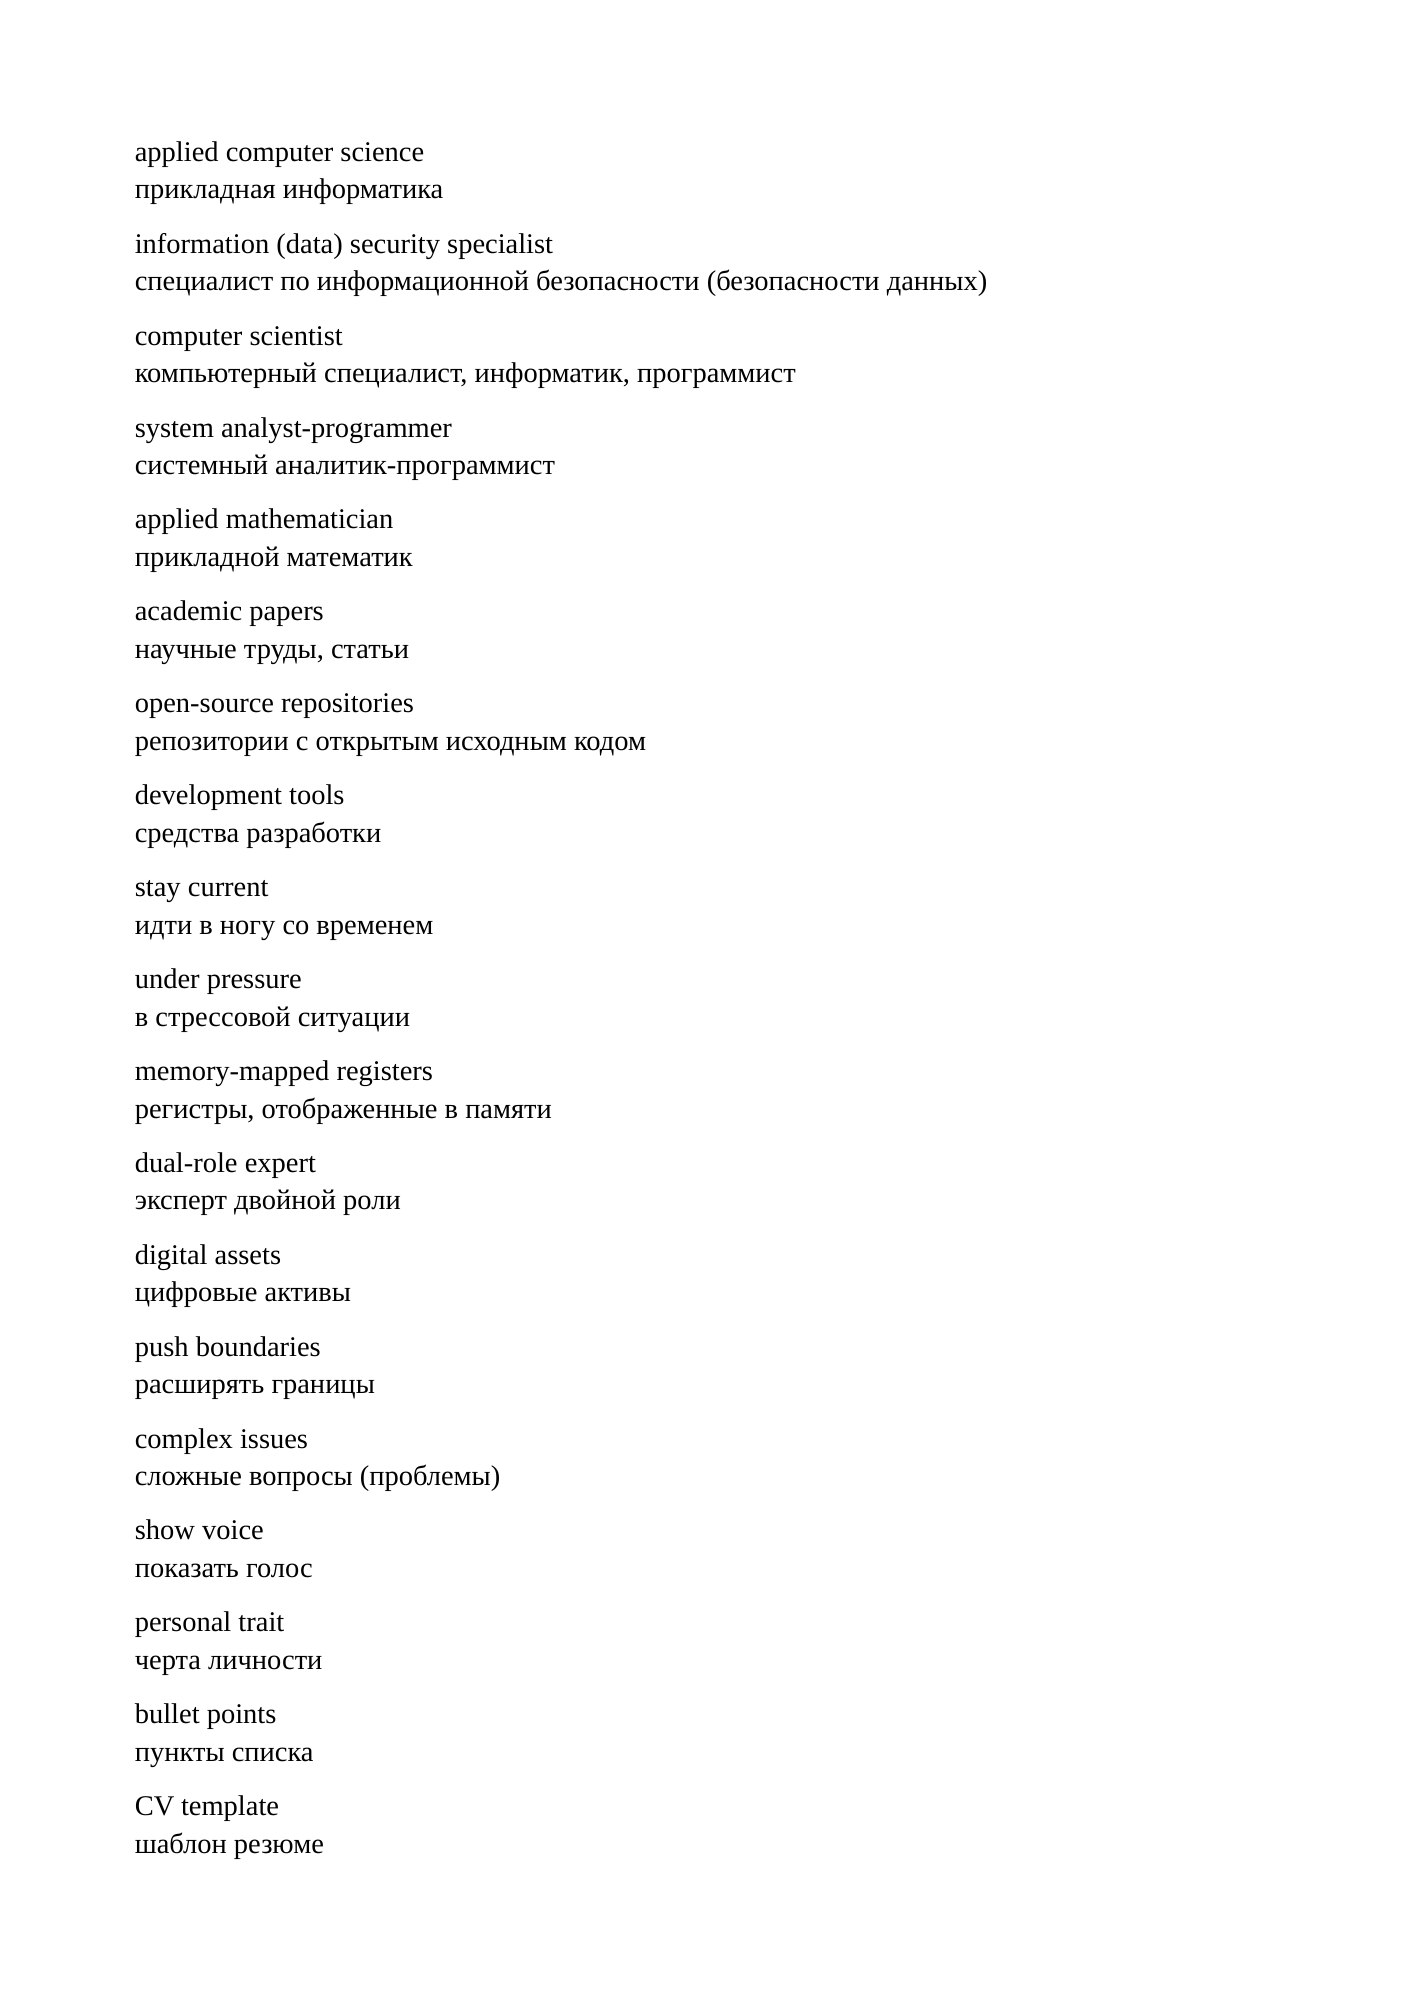 applied computer science
прикладная информатика
information (data) security specialist
специалист по информационной безопасности (безопасности данных)
computer scientist
компьютерный специалист, информатик, программист
system analyst-programmer
системный аналитик-программист
applied mathematician
прикладной математик
academic papers
научные труды, статьи
open-source repositories
репозитории с открытым исходным кодом
development tools
средства разработки
stay current
идти в ногу со временем
under pressure
в стрессовой ситуации
memory-mapped registers
регистры, отображенные в памяти
dual-role expert
эксперт двойной роли
digital assets
цифровые активы
push boundaries
расширять границы
complex issues
сложные вопросы (проблемы)
show voice
показать голос
personal trait
черта личности
bullet points
пункты списка
CV template
шаблон резюме